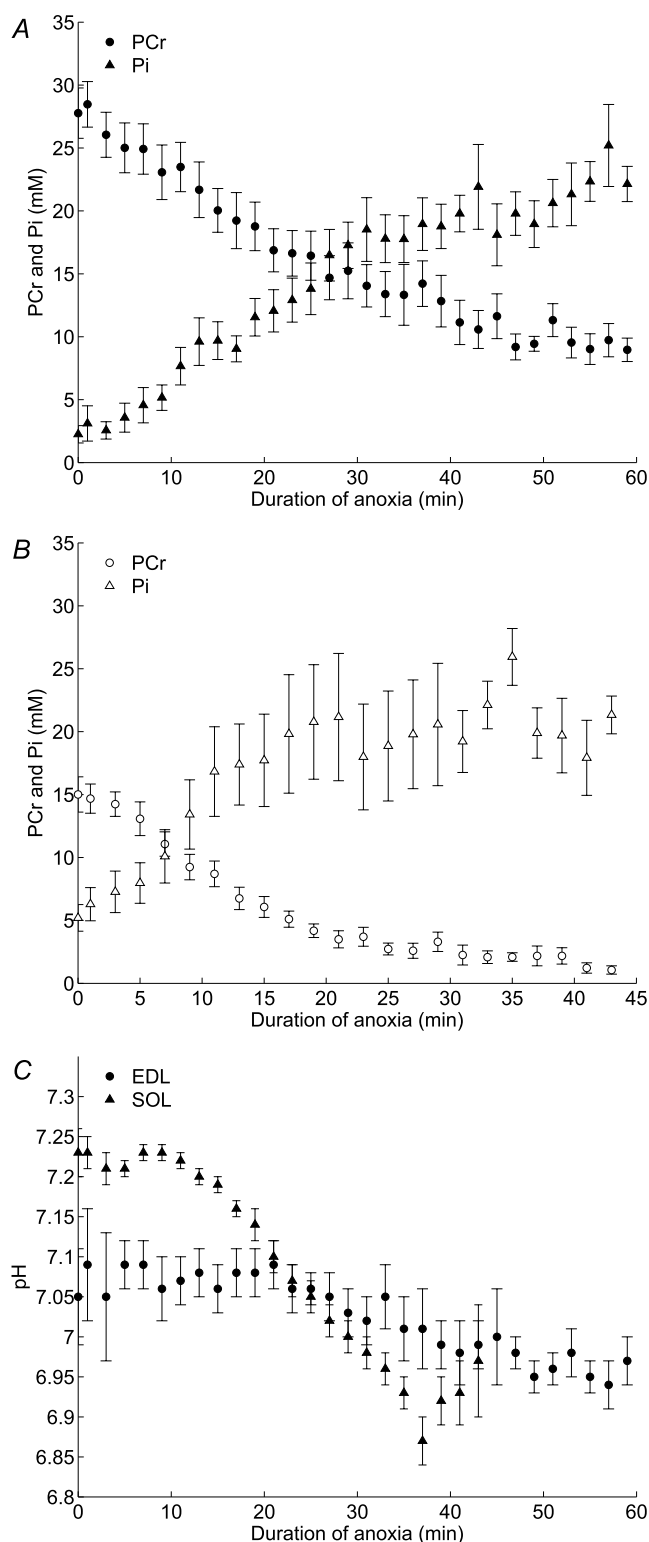 A
35
PCr
Pi
30
25
20
15
10
5
0
PCr and Pi (mM)
0 10 20 30 40 50 60
Duration of anoxia (min)
B
35
PCr
Pi
30
25
20
15
10
5
0
PCr and Pi (mM)
0 5 10 15 20 25 30 35 40 45
Duration of anoxia (min)
C
EDL
SOL
7.3
7.25
7.2
7.15
7.1
7.05
7
6.95
6.9
6.85
6.8
pH
0 10 20 30 40 50 60
Duration of anoxia (min)